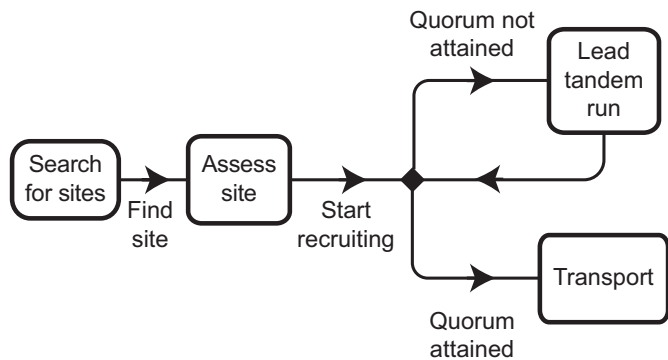 Search
for sites
Find
site
Assess
site
Start
recruiting
Quorum not
attained
Lead
tandem
run
Quorum
attained
Transport